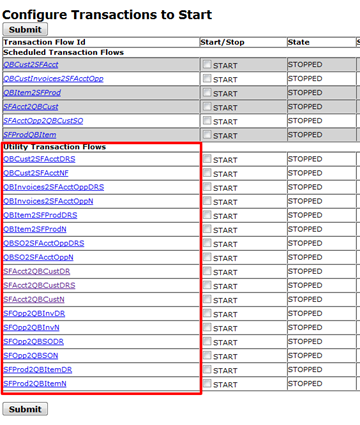 Configure Transactions to Start
Submit
Transaction Flow Id Start/Stop State S
Scheduled Transaction Flows
QBCust2SFAcct START STOPPED
QBCustInvoices2SFAcctOpp START STOPPED
QBItem2SFProd START STOPPED
SFAcct2QBCust START STOPPED
SFAcctOpp2QBCustSO START STOPPED
SFProdQBItem START STOPPED
Utility Transaction Flows
QBCust2SFAcctDRS START STOPPED
QBCust2SFAcctNF START STOPPED
QBInvoices2SFAcctOppDRS START STOPPED
QBInvoices2SFAcctOppN START STOPPED
QBItem2SFProdDRS START STOPPED
QBItem2SFProdN START STOPPED
QBSO2SFAcctOppDRS START STOPPED
QBSO2SFAcctOppN START STOPPED
SFAcct2QBCustDR START STOPPED
SFAcct2QBCustDRS START STOPPED
SFAcct2QBCustN START STOPPED
SFOpp2QBInvDR START STOPPED
SFOpp2QBInvN START STOPPED
SFOpp2QBSODR START STOPPED
SFOpp2QBSON START STOPPED
SFProd2QBItemDR START STOPPED
SFProd2QBItemN START STOPPED
Submit